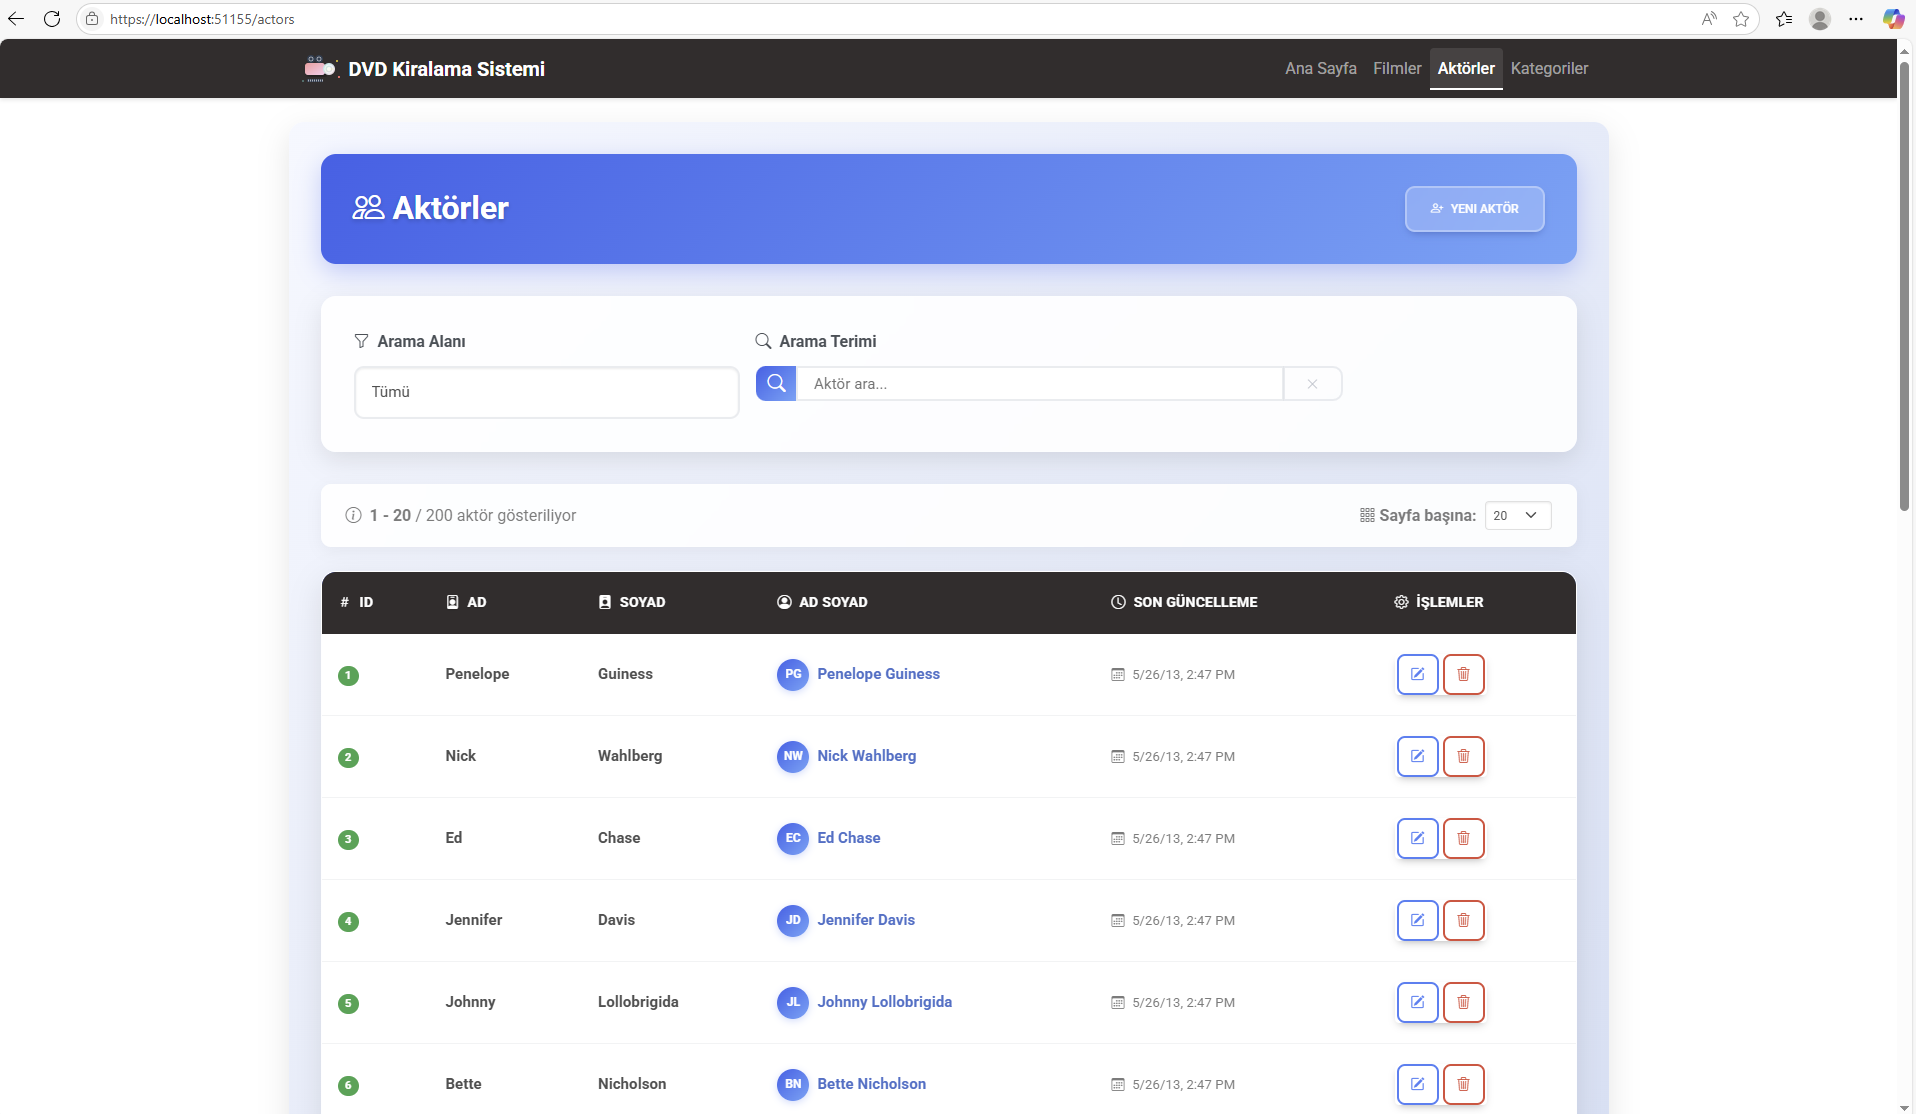 https://localhost:51155/actors
DVD Kiralama Sistemi
Ana Sayfa Filmler Aktörler Kategoriler
Aktörler
YENI AKTÖR
Arama Alanı
Arama Terimi
Tümü
Aktör ara...
1 - 20 / 200 aktör gösteriliyor
Sayfa başına: 20
# ID AD SOYAD AD SOYAD SON GÜNCELLEME İŞLEMLER
1 Penelope Guiness PG Penelope Guiness 5/26/13, 2:47 PM
2 Nick Wahlberg NW Nick Wahlberg 5/26/13, 2:47 PM
3 Ed Chase EC Ed Chase 5/26/13, 2:47 PM
4 Jennifer Davis JD Jennifer Davis 5/26/13, 2:47 PM
5 Johnny Lollobrigida JL Johnny Lollobrigida 5/26/13, 2:47 PM
6 Bette Nicholson BN Bette Nicholson 5/26/13, 2:47 PM